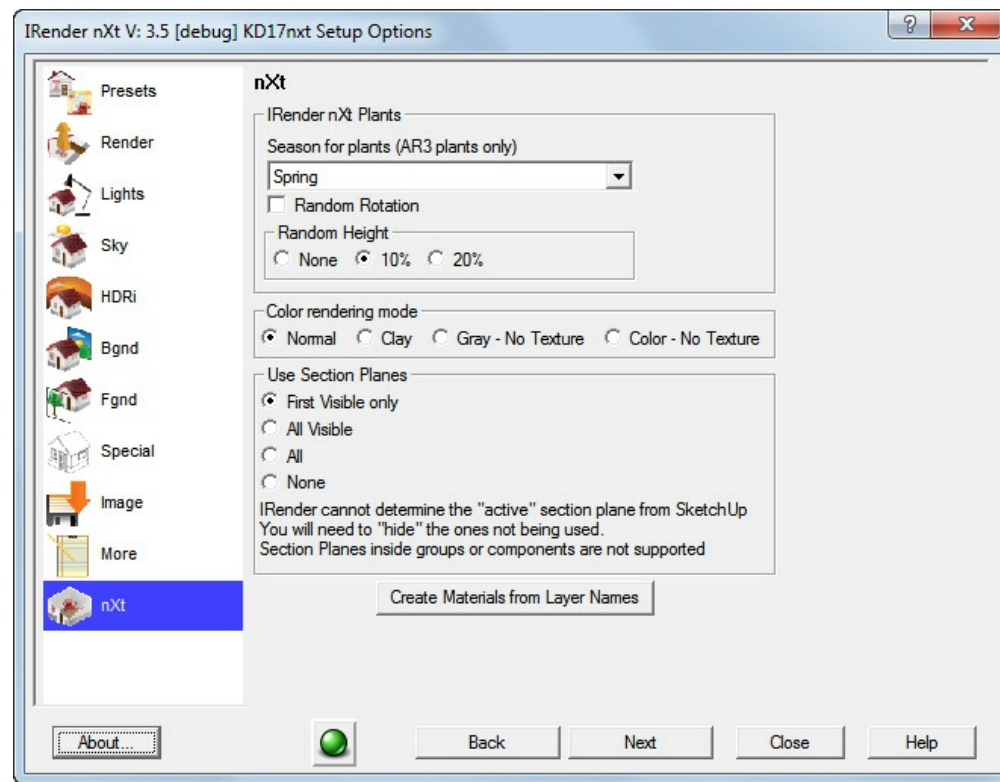 IRender nXt V: 3.5 [debug] KD17nxt Setup Options
Presets
Render
Lights
Sky
HDRi
Bgnd
Fgnd
Special
Image
More
nXt
nXt
IRender nXt Plants
Season for plants (AR3 plants only)
Spring
Random Rotation
Random Height
None 10% 20%
Color rendering mode
Normal Clay Gray - No Texture Color - No Texture
Use Section Planes
First Visible only
All Visible
All
None
IRender cannot determine the "active" section plane from SketchUp
You will need to "hide" the ones not being used.
Section Planes inside groups or components are not supported
Create Materials from Layer Names
About... Back Next Close Help